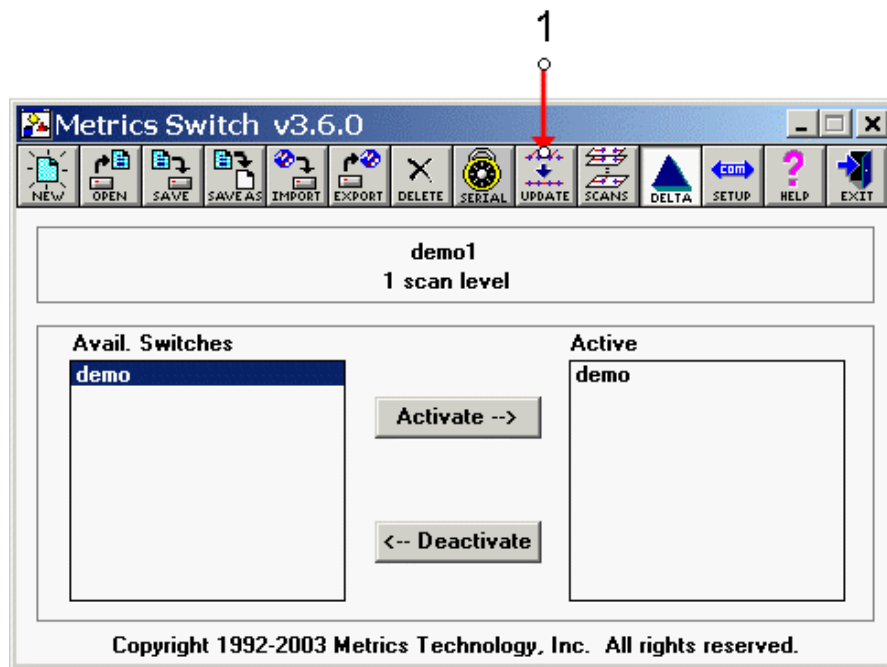 1
Metrics Switch v3.6.0
NEW OPEN SAVE SAVE AS IMPORT EXPORT DELETE SERIAL UPDATE SCANS DELTA com SETUP HELP EXIT
demo1
1 scan level
Avail. Switches Active
demo demo
Activate -->
<-- Deactivate
Copyright 1992-2003 Metrics Technology, Inc. All rights reserved.